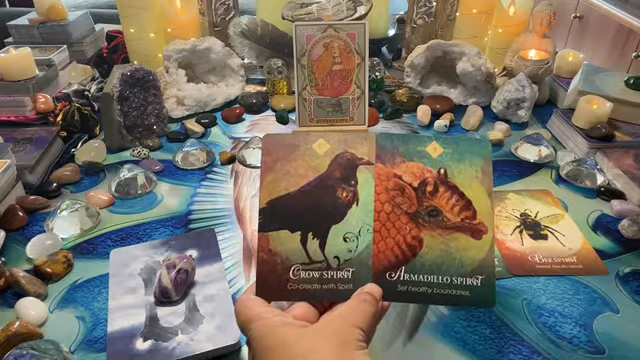 CROW SPIRIT
Co-create with Spirit.
ARMADILLO SPIRIT
Set healthy boundaries.
BEE SPIRIT